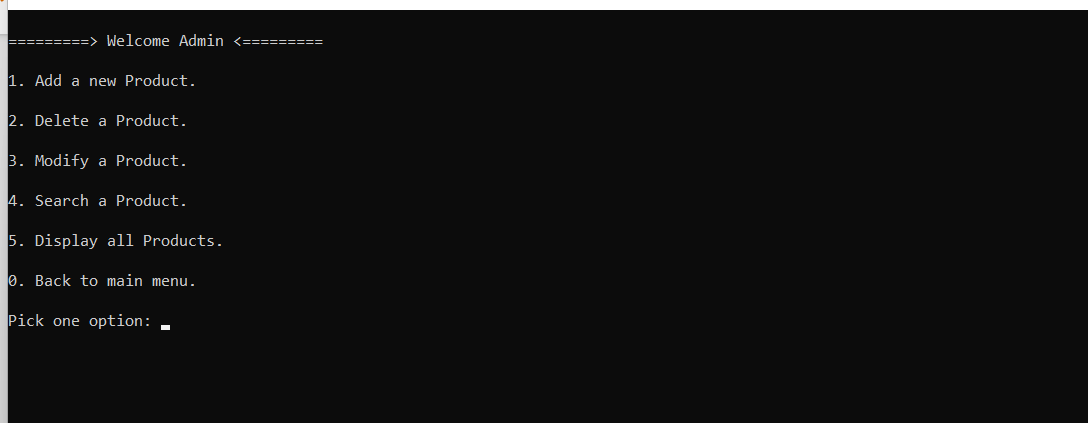 =========> Welcome Admin <=========
1. Add a new Product.
2. Delete a Product.
3. Modify a Product.
4. Search a Product.
5. Display all Products.
0. Back to main menu.
Pick one option: